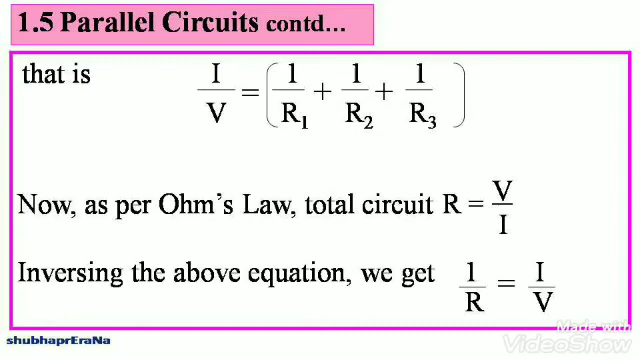 1.5 Parallel Circuits contd...
that is I/V = (1/R₁ + 1/R₂ + 1/R₃)
Now, as per Ohm's Law, total circuit R = V/I
Inversing the above equation, we get 1/R = I/V
shubhaprEraNa
Made with
VideoShow